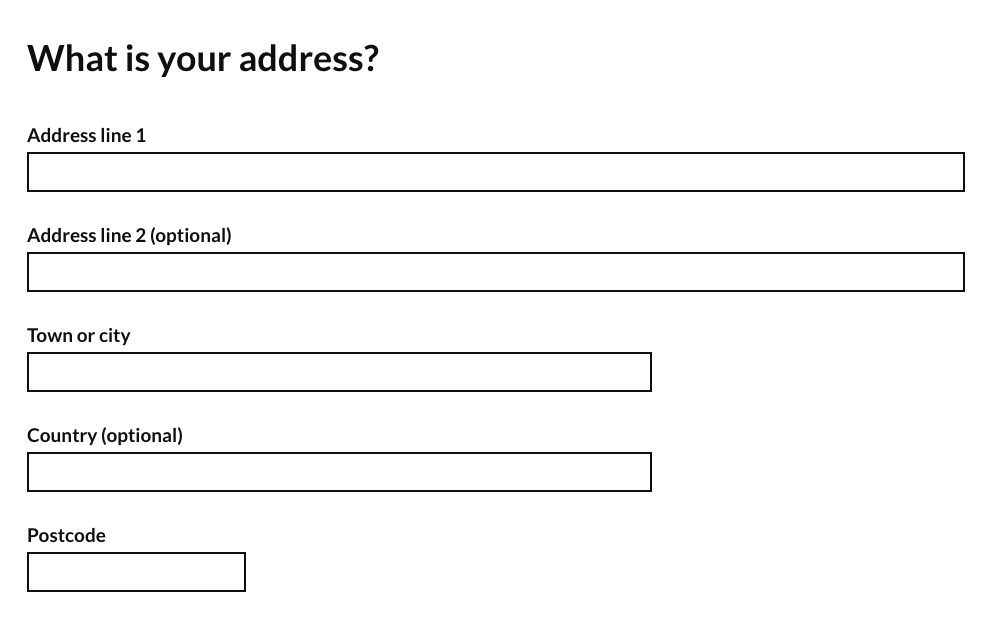 What is your address?
Address line 1
Address line 2 (optional)
Town or city
Country (optional)
Postcode